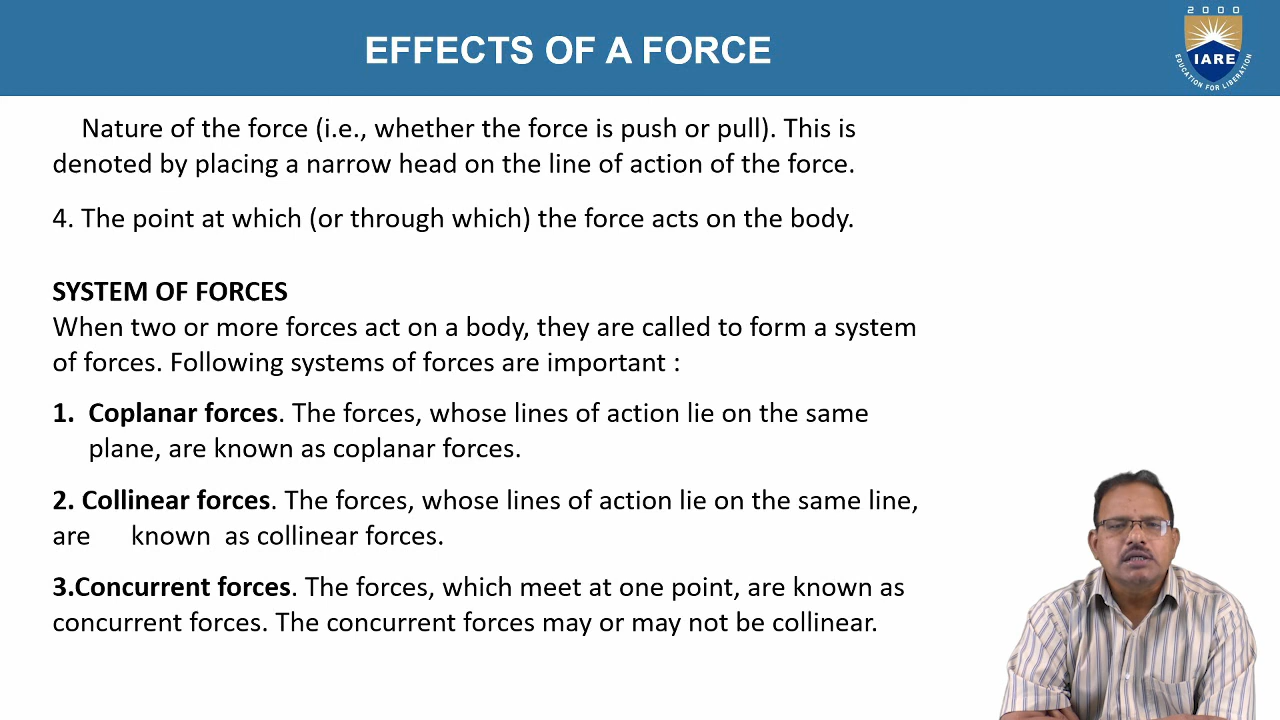 EFFECTS OF A FORCE
2 0 0 0
IARE
EDUCATION FOR LIBERATION
Nature of the force (i.e., whether the force is push or pull). This is
denoted by placing a narrow head on the line of action of the force.
4. The point at which (or through which) the force acts on the body.
SYSTEM OF FORCES
When two or more forces act on a body, they are called to form a system
of forces. Following systems of forces are important :
1. Coplanar forces. The forces, whose lines of action lie on the same
plane, are known as coplanar forces.
2. Collinear forces. The forces, whose lines of action lie on the same line,
are known as collinear forces.
3.Concurrent forces. The forces, which meet at one point, are known as
concurrent forces. The concurrent forces may or may not be collinear.